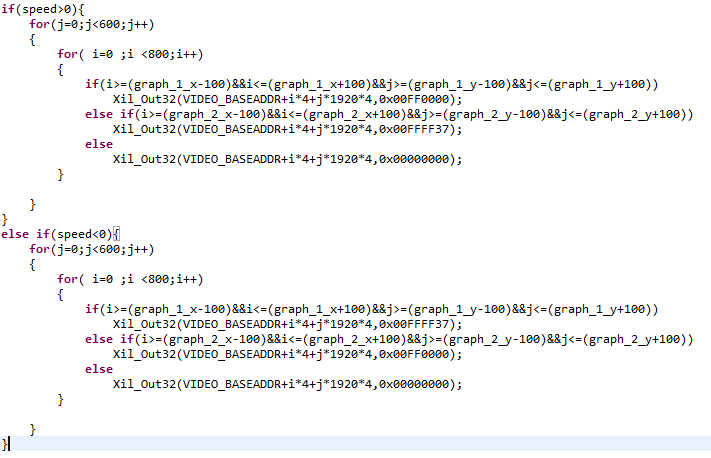 if(speed>0){
    for(j=0;j<600;j++)
    {
        for( i=0 ;i <800;i++)
        {
            if(i>=(graph_1_x-100)&&i<=(graph_1_x+100)&&j>=(graph_1_y-100)&&j<=(graph_1_y+100))
                Xil_Out32(VIDEO_BASEADDR+i*4+j*1920*4,0x00FF0000);
            else if(i>=(graph_2_x-100)&&i<=(graph_2_x+100)&&j>=(graph_2_y-100)&&j<=(graph_2_y+100))
                Xil_Out32(VIDEO_BASEADDR+i*4+j*1920*4,0x00FFFF37);
            else
                Xil_Out32(VIDEO_BASEADDR+i*4+j*1920*4,0x00000000);
        }

    }
}
else if(speed<0){
    for(j=0;j<600;j++)
    {
        for( i=0 ;i <800;i++)
        {
            if(i>=(graph_1_x-100)&&i<=(graph_1_x+100)&&j>=(graph_1_y-100)&&j<=(graph_1_y+100))
                Xil_Out32(VIDEO_BASEADDR+i*4+j*1920*4,0x00FFFF37);
            else if(i>=(graph_2_x-100)&&i<=(graph_2_x+100)&&j>=(graph_2_y-100)&&j<=(graph_2_y+100))
                Xil_Out32(VIDEO_BASEADDR+i*4+j*1920*4,0x00FF0000);
            else
                Xil_Out32(VIDEO_BASEADDR+i*4+j*1920*4,0x00000000);
        }

    }
}